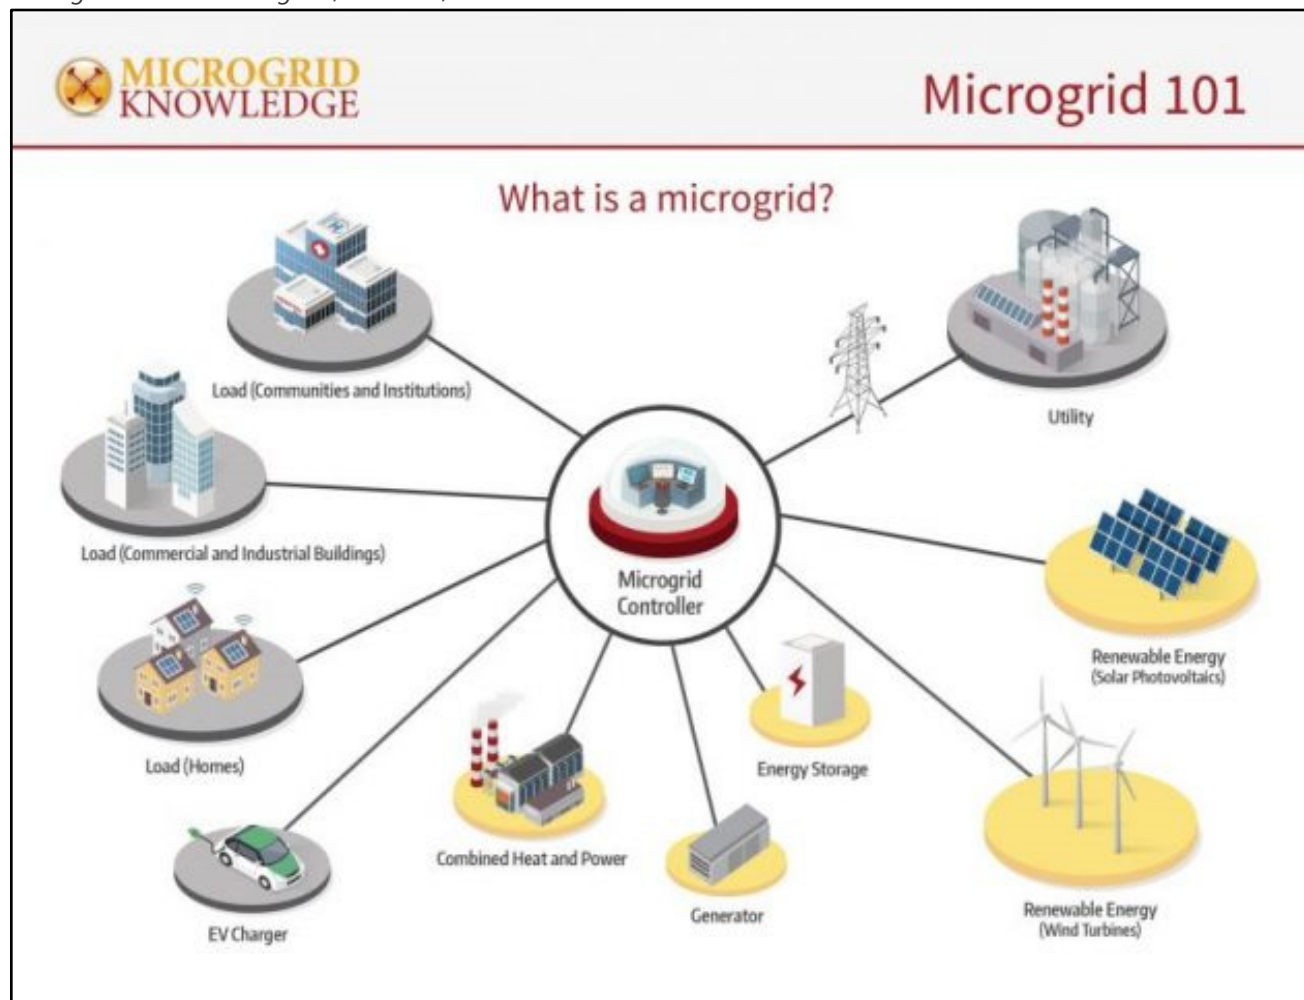 MICROGRID
KNOWLEDGE
Microgrid 101
What is a microgrid?
Load (Communities and Institutions)
Utility
Load (Commercial and Industrial Buildings)
Microgrid
Controller
Renewable Energy
(Solar Photovoltaics)
Load (Homes)
Energy Storage
Combined Heat and Power
Generator
Renewable Energy
(Wind Turbines)
EV Charger